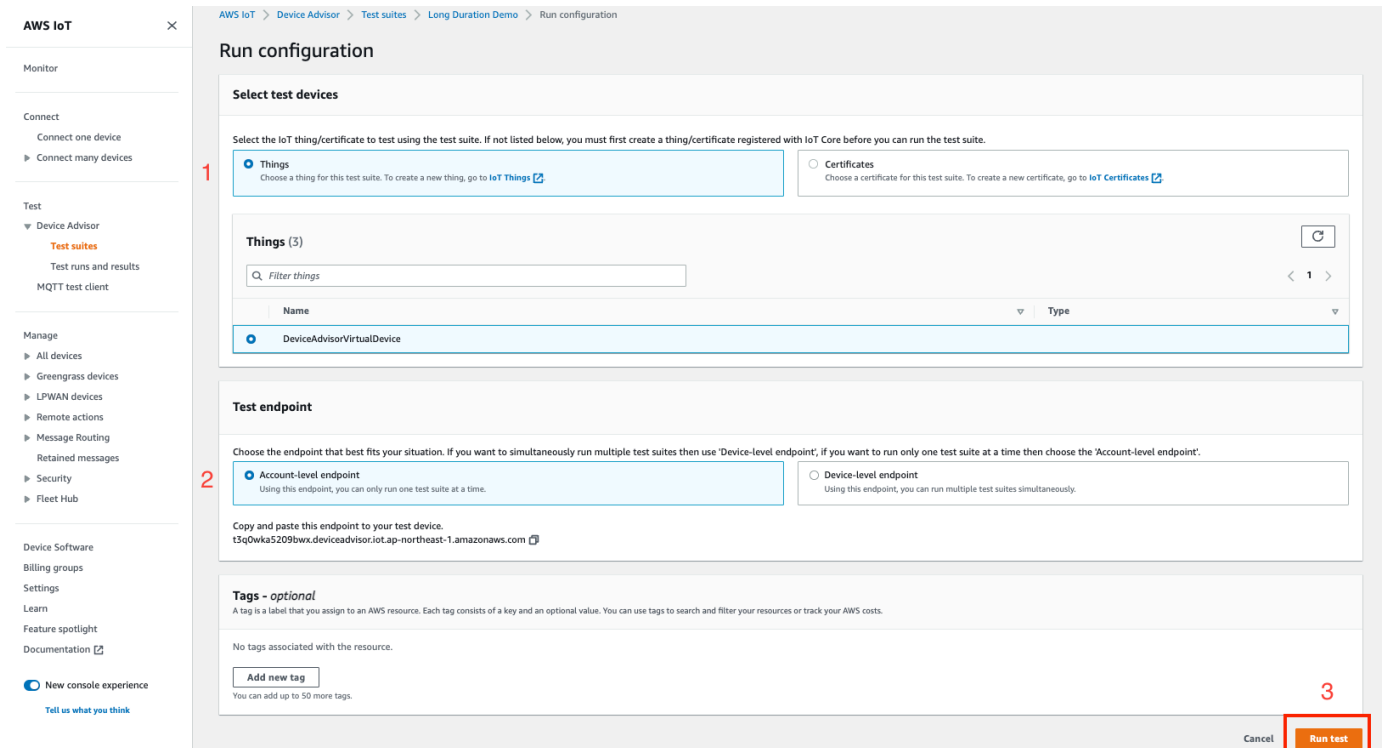 AWS IoT
Monitor
Connect
Connect one device
Connect many devices
Test
Device Advisor
Test suites
Test runs and results
MQTT test client
Manage
All devices
Greengrass devices
LPWAN devices
Remote actions
Message Routing
Retained messages
Security
Fleet Hub
Device Software
Billing groups
Settings
Learn
Feature spotlight
Documentation
New console experience
Tell us what you think
AWS IoT > Device Advisor > Test suites > Long Duration Demo > Run configuration
Run configuration
Select test devices
Select the IoT thing/certificate to test using the test suite. If not listed below, you must first create a thing/certificate registered with IoT Core before you can run the test suite.
1
Things
Choose a thing for this test suite. To create a new thing, go to IoT Things.
Certificates
Choose a certificate for this test suite. To create a new certificate, go to IoT Certificates.
Things (3)
Filter things
< 1 >
Name Type
DeviceAdvisorVirtualDevice
Test endpoint
Choose the endpoint that best fits your situation. If you want to simultaneously run multiple test suites then use 'Device-level endpoint', if you want to run only one test suite at a time then choose the 'Account-level endpoint'.
2
Account-level endpoint
Using this endpoint, you can only run one test suite at a time.
Device-level endpoint
Using this endpoint, you can run multiple test suites simultaneously.
Copy and paste this endpoint to your test device.
t3q0wka5209bwx.deviceadvisor.iot.ap-northeast-1.amazonaws.com
Tags - optional
A tag is a label that you assign to an AWS resource. Each tag consists of a key and an optional value. You can use tags to search and filter your resources or track your AWS costs.
No tags associated with the resource.
Add new tag
You can add up to 50 more tags.
3
Cancel
Run test